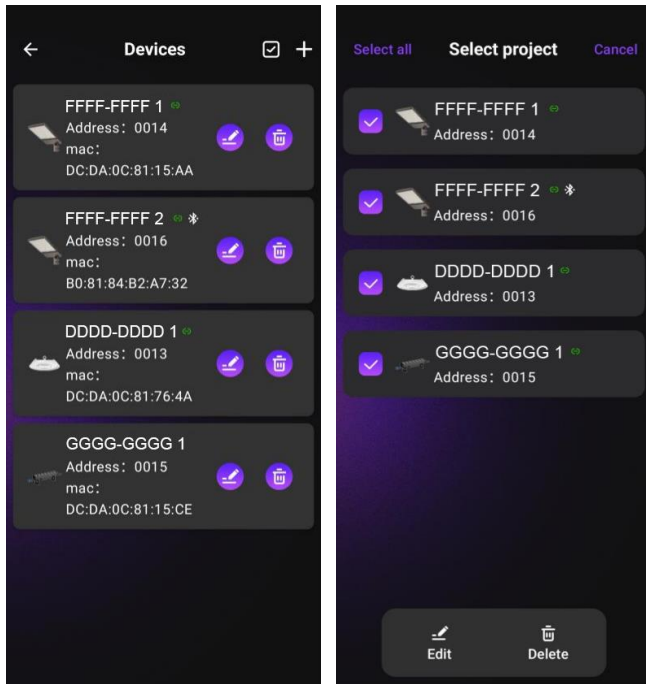 Devices
FFFF-FFFF 1
Address: 0014
mac:
DC:DA:0C:81:15:AA
FFFF-FFFF 2
Address: 0016
mac:
B0:81:84:B2:A7:32
DDDD-DDDD 1
Address: 0013
mac:
DC:DA:0C:81:76:4A
GGGG-GGGG 1
Address: 0015
mac:
DC:DA:0C:81:15:CE
Select all Select project Cancel
FFFF-FFFF 1
Address: 0014
FFFF-FFFF 2
Address: 0016
DDDD-DDDD 1
Address: 0013
GGGG-GGGG 1
Address: 0015
Edit Delete